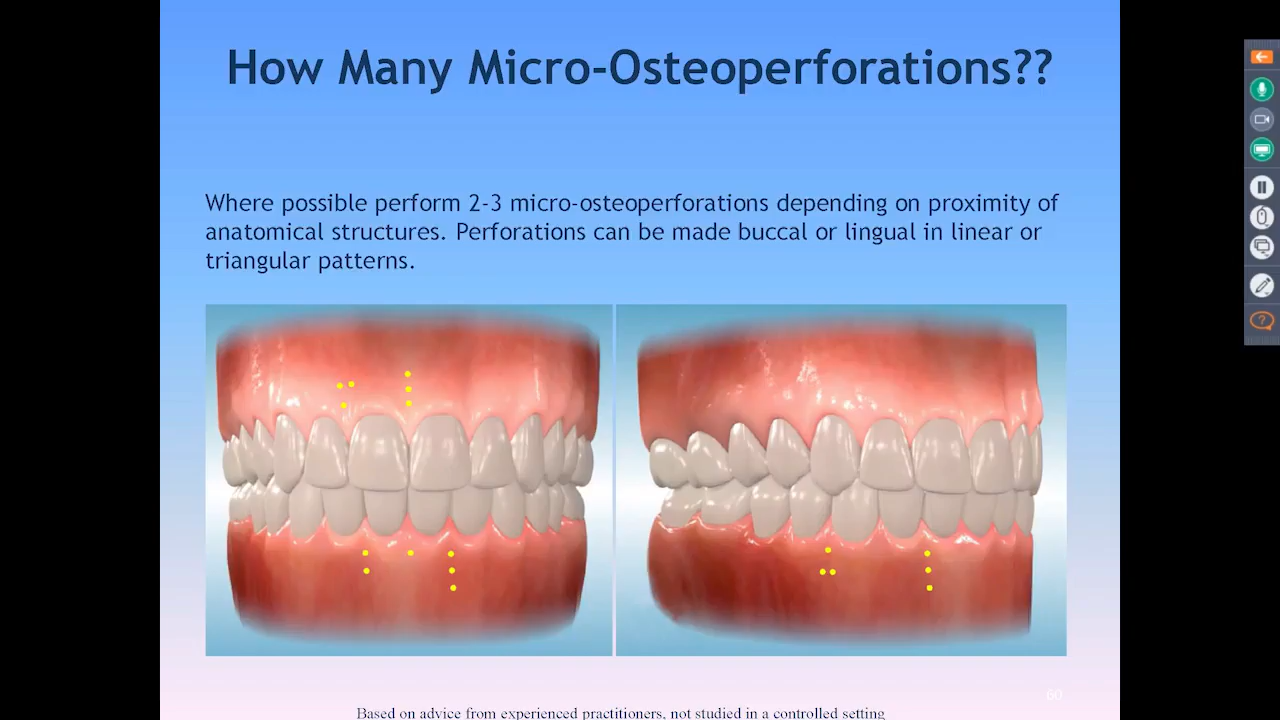 How Many Micro-Osteoperforations??
Where possible perform 2-3 micro-osteoperforations depending on proximity of
anatomical structures. Perforations can be made buccal or lingual in linear or
triangular patterns.
60
Based on advice from experienced practitioners, not studied in a controlled setting